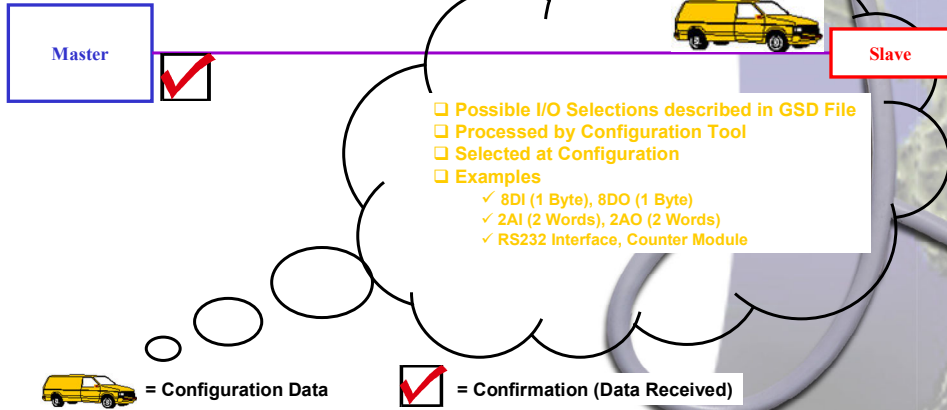 Master
Slave
Possible I/O Selections described in GSD File
Processed by Configuration Tool
Selected at Configuration
Examples
8DI (1 Byte), 8DO (1 Byte)
2AI (2 Words), 2AO (2 Words)
RS232 Interface, Counter Module
= Configuration Data
= Confirmation (Data Received)